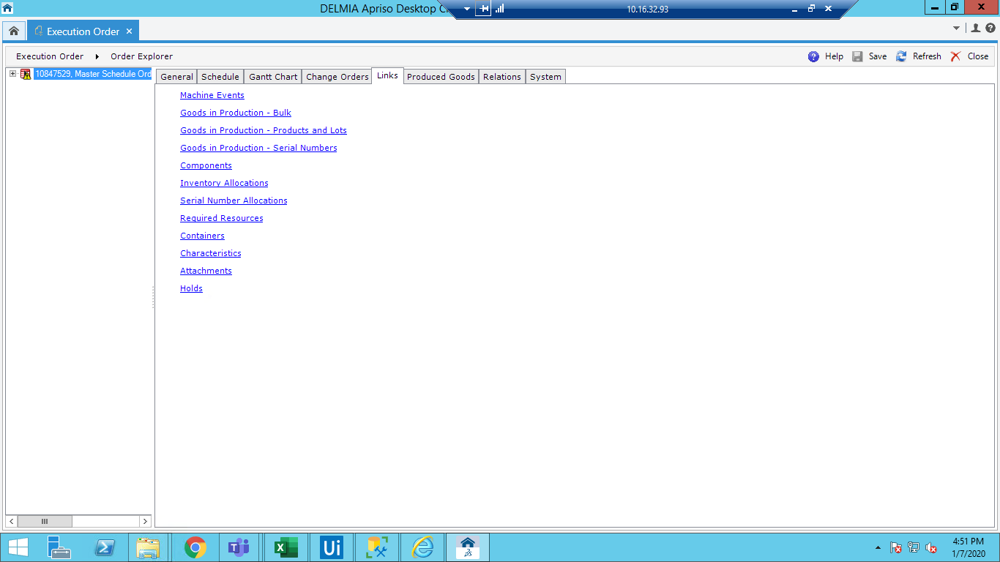 DELMIA Apriso Desktop C
10.16.32.93
Execution Order
Execution Order Order Explorer
Help Save Refresh Close
10847529, Master Schedule Ord
General Schedule Gantt Chart Change Orders Links Produced Goods Relations System
Machine Events
Goods in Production - Bulk
Goods in Production - Products and Lots
Goods in Production - Serial Numbers
Components
Inventory Allocations
Serial Number Allocations
Required Resources
Containers
Characteristics
Attachments
Holds
Ui
4:51 PM
1/7/2020